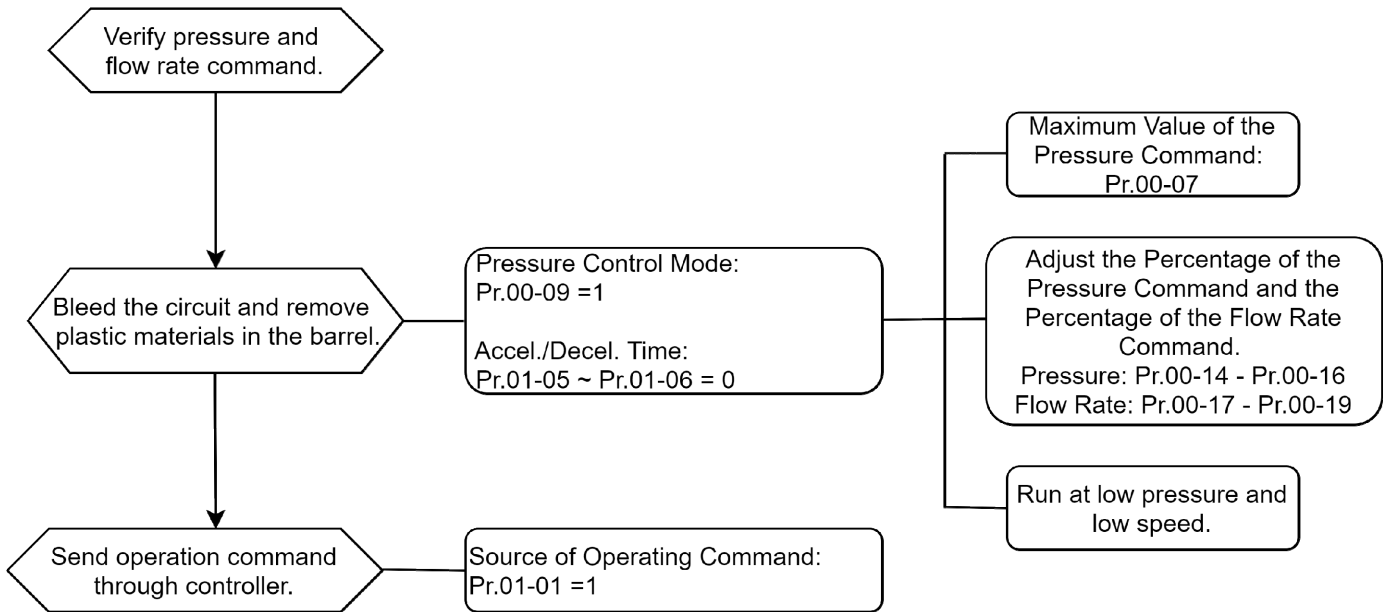 Verify pressure and
flow rate command.
Bleed the circuit and remove
plastic materials in the barrel.
Send operation command
through controller.
Pressure Control Mode:
Pr.00-09 =1
Accel./Decel. Time:
Pr.01-05 ~ Pr.01-06 = 0
Source of Operating Command:
Pr.01-01 =1
Maximum Value of the
Pressure Command:
Pr.00-07
Adjust the Percentage of the
Pressure Command and the
Percentage of the Flow Rate
Command.
Pressure: Pr.00-14 - Pr.00-16
Flow Rate: Pr.00-17 - Pr.00-19
Run at low pressure and
low speed.